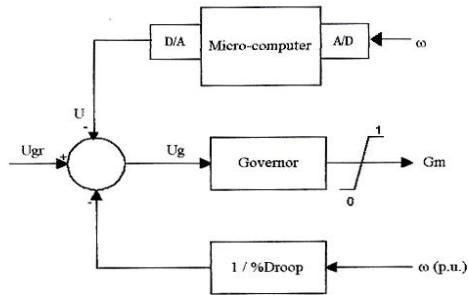 D/A Micro-computer A/D
ω
U
-
Ugr + Ug Governor 1 Gm
0
-
1 / %Droop ω (p.u.)